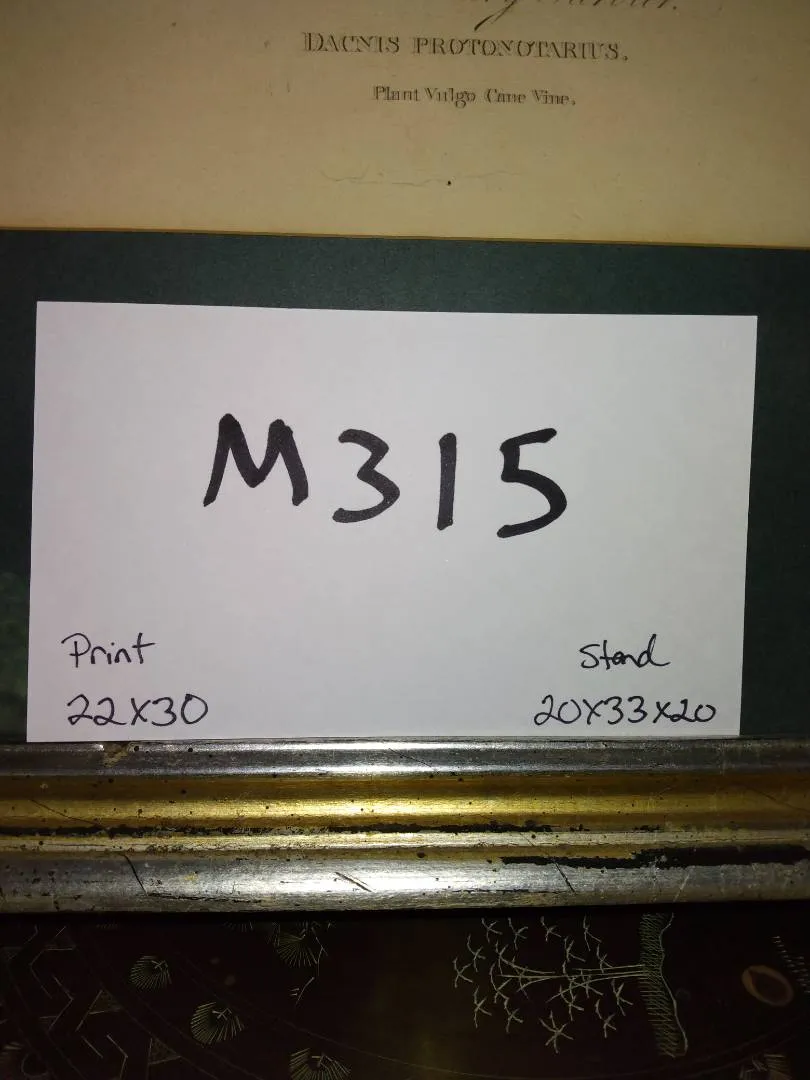 DACNIS PROTONOTARIUS.
Plant Vulgo Cane Vine.
M315
Print
22X30
Stand
20X33X20